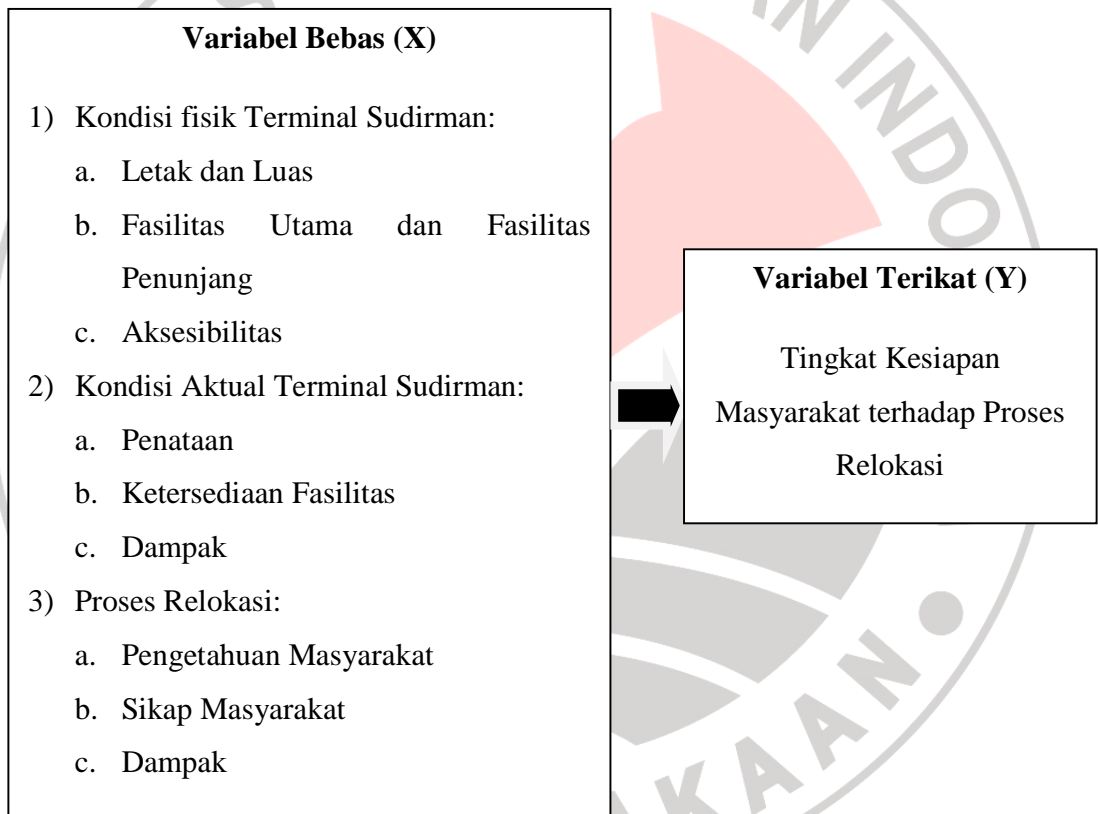 Variabel Bebas (X)
1) Kondisi fisik Terminal Sudirman:
a. Letak dan Luas
b. Fasilitas Utama dan Fasilitas
Penunjang
c. Aksesibilitas
2) Kondisi Aktual Terminal Sudirman:
a. Penataan
b. Ketersediaan Fasilitas
c. Dampak
3) Proses Relokasi:
a. Pengetahuan Masyarakat
b. Sikap Masyarakat
c. Dampak
Variabel Terikat (Y)
Tingkat Kesiapan
Masyarakat terhadap Proses
Relokasi